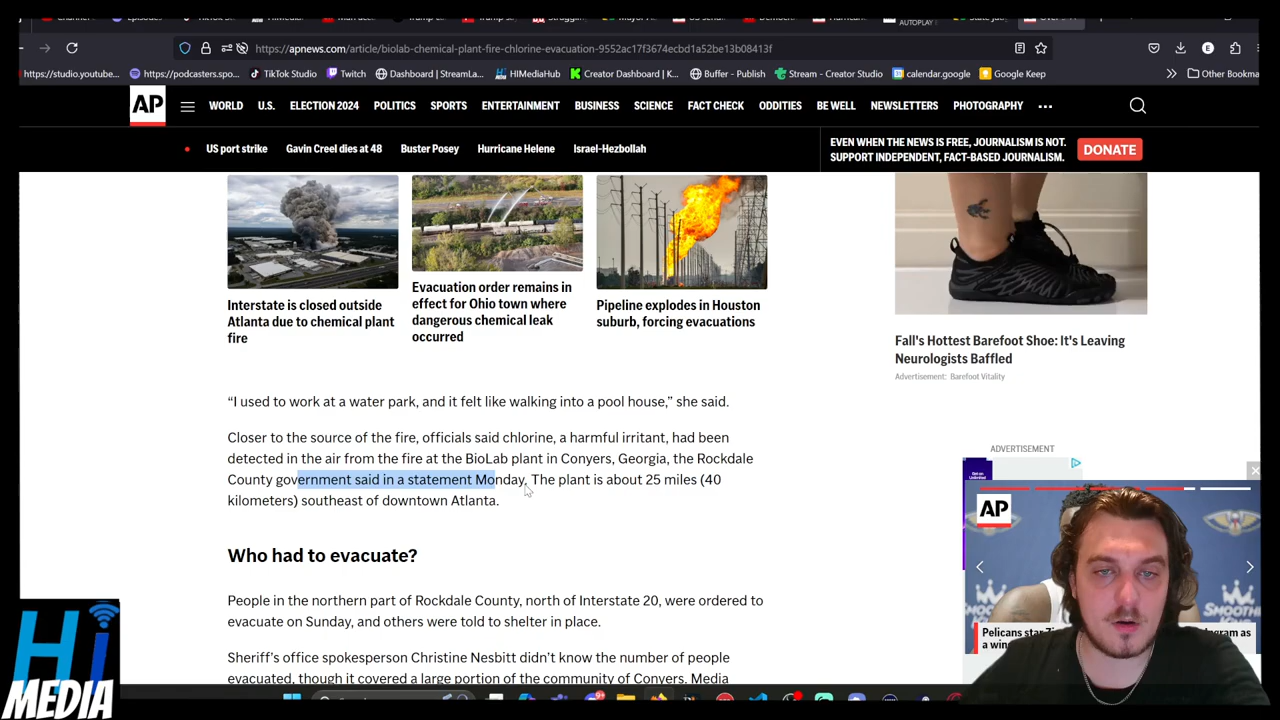 https://apnews.com/article/biolab-chemical-plant-fire-chlorine-evacuation-9552ac17f3674ecbd1a52be13b08413f
https://studio.youtube... https://podcasters.spo... TikTok Studio Twitch Dashboard | StreamLa... HIMediaHub Creator Dashboard | K... Buffer - Publish Stream - Creator Studio calendar.google Google Keep Other Bookma
AP WORLD U.S. ELECTION 2024 POLITICS SPORTS ENTERTAINMENT BUSINESS SCIENCE FACT CHECK ODDITIES BE WELL NEWSLETTERS PHOTOGRAPHY ...
US port strike Gavin Creel dies at 48 Buster Posey Hurricane Helene Israel-Hezbollah
EVEN WHEN THE NEWS IS FREE, JOURNALISM IS NOT.
SUPPORT INDEPENDENT, FACT-BASED JOURNALISM.
DONATE
Interstate is closed outside
Atlanta due to chemical plant
fire
Evacuation order remains in
effect for Ohio town where
dangerous chemical leak
occurred
Pipeline explodes in Houston
suburb, forcing evacuations
Fall's Hottest Barefoot Shoe: It's Leaving
Neurologists Baffled
Advertisement: Barefoot Vitality
“I used to work at a water park, and it felt like walking into a pool house,” she said.
Closer to the source of the fire, officials said chlorine, a harmful irritant, had been
detected in the air from the fire at the BioLab plant in Conyers, Georgia, the Rockdale
County government said in a statement Monday. The plant is about 25 miles (40
kilometers) southeast of downtown Atlanta.
Who had to evacuate?
People in the northern part of Rockdale County, north of Interstate 20, were ordered to
evacuate on Sunday, and others were told to shelter in place.
Sheriff’s office spokesperson Christine Nesbitt didn’t know the number of people
evacuated, though it covered a large portion of the community of Conyers. Media
ADVERTISEMENT
AP
SMOOTHI
Pelicans star
a win
gram as
Hi
MEDIA